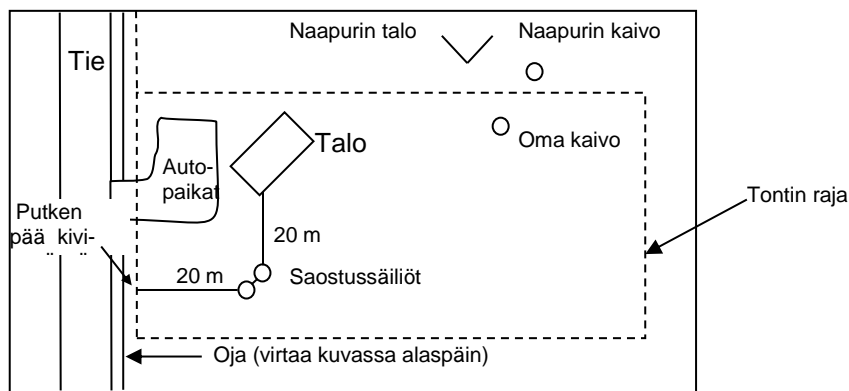 Naapurin talo
Naapurin kaivo
Tie
Talo
Oma kaivo
Auto-
paikat
Tontin raja
Putken
pää kivi-
20 m
20 m
Saostussäiliöt
Oja (virtaa kuvassa alaspäin)